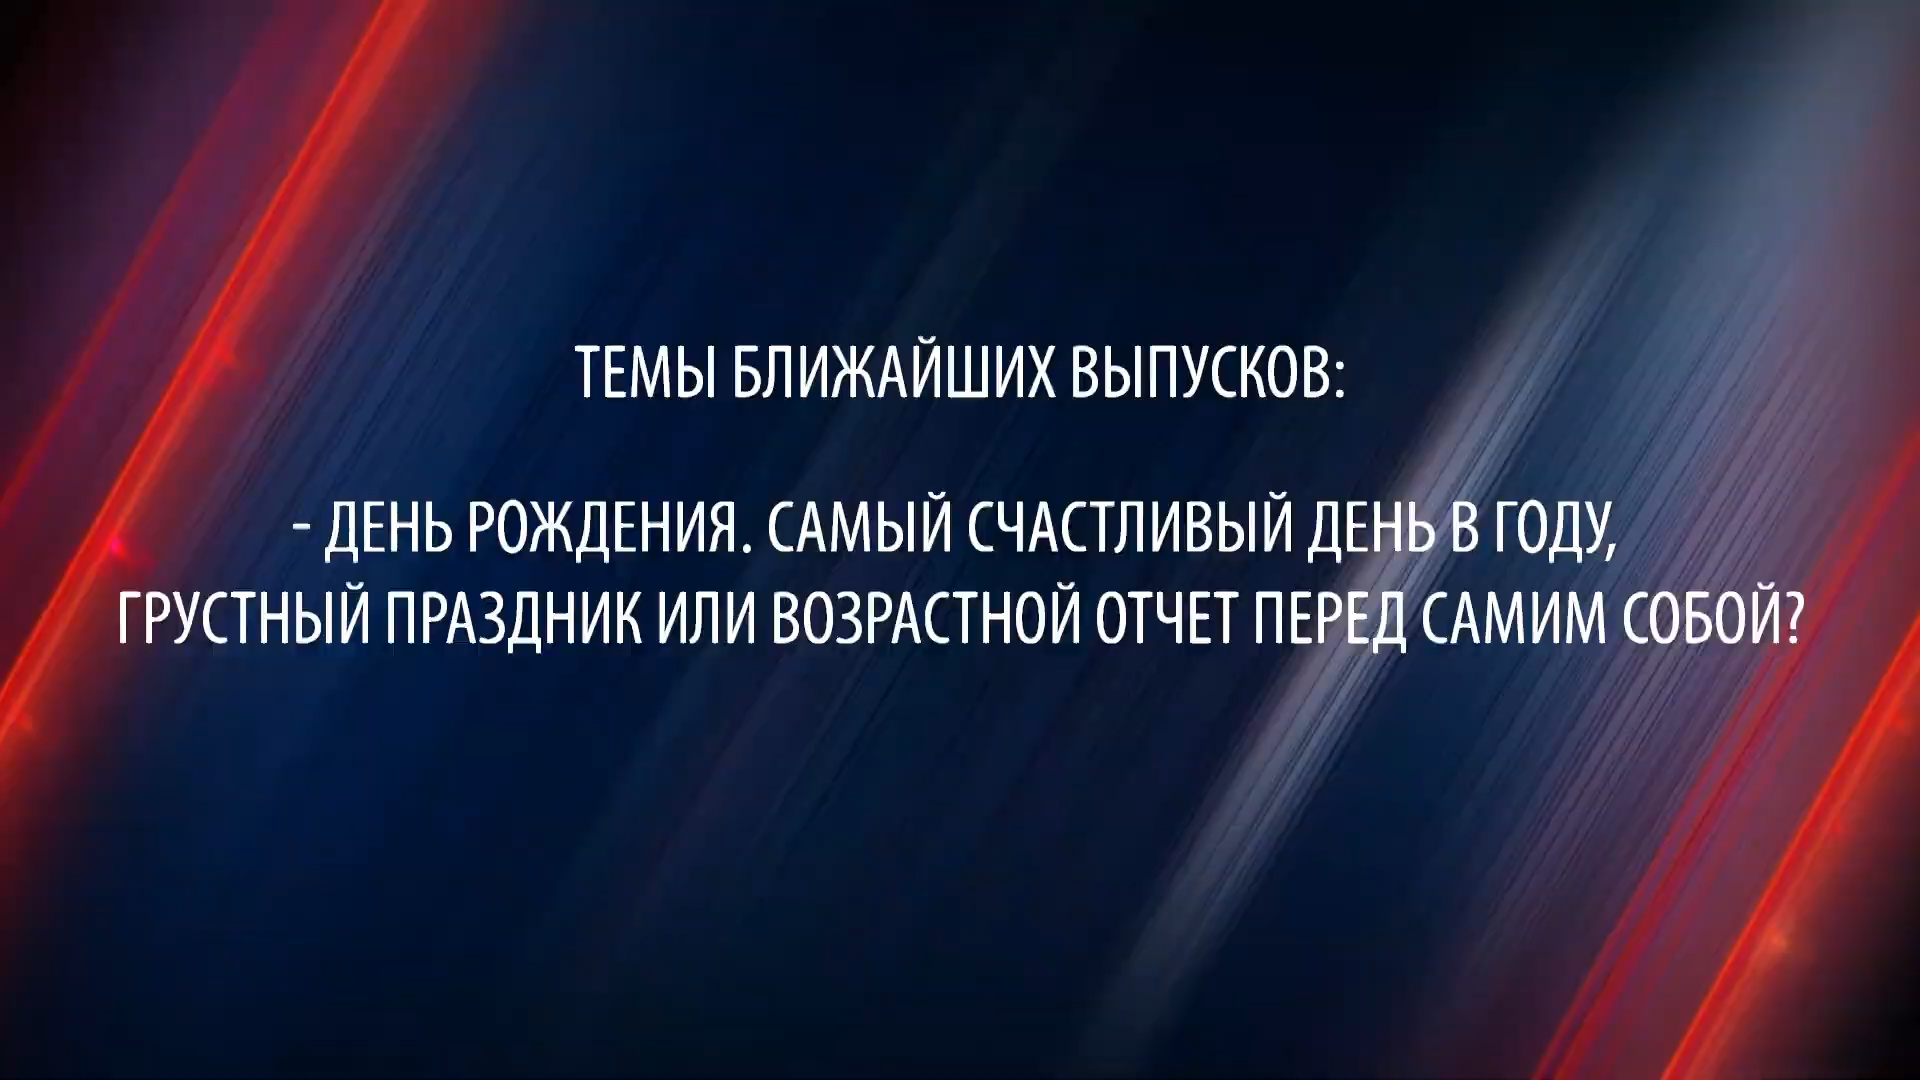 ТЕМЫ БЛИЖАЙШИХ ВЫПУСКОВ:
- ДЕНЬ РОЖДЕНИЯ. САМЫЙ СЧАСТЛИВЫЙ ДЕНЬ В ГОДУ,
ГРУСТНЫЙ ПРАЗДНИК ИЛИ ВОЗРАСТНОЙ ОТЧЕТ ПЕРЕД САМИМ СОБОЙ?